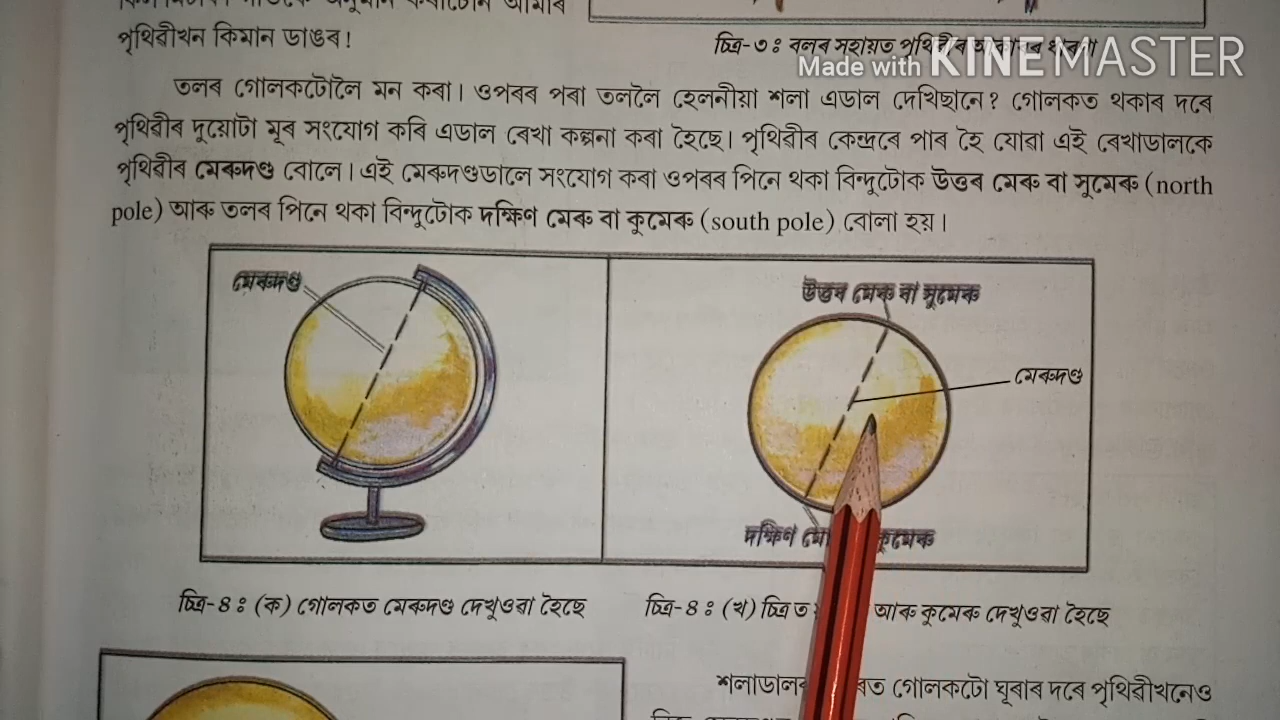 পৃথিৱীখন কিমান ডাঙৰ!
চিত্ৰ-৩ ঃ বলৰ সহায়ত পৃথিৱীৰ
Made with KINEMASTER
তলৰ গোলকটোলৈ মন কৰা। ওপৰৰ পৰা তললৈ হেলনীয়া শলা এডাল দেখিছানে? গোলকত থকাৰ দৰে
পৃথিৱীৰ দুয়োটা মূৰ সংযোগ কৰি এডাল ৰেখা কল্পনা কৰা হৈছে। পৃথিৱীৰ কেন্দ্ৰৰে পাৰ হৈ যোৱা এই ৰেখাডালকে
পৃথিৱীৰ মেৰুদণ্ড বোলে। এই মেৰুদণ্ডডালে সংযোগ কৰা ওপৰৰ পিনে থকা বিন্দুটোক উত্তৰ মেৰু বা সুমেৰু (north
pole) আৰু তলৰ পিনে থকা বিন্দুটোক দক্ষিণ মেৰু বা কুমেৰু (south pole) বোলা হয়।
মেৰুদণ্ড
উত্তৰ মেৰু বা সুমেৰু
মেৰুদণ্ড
দক্ষিণ কুমেৰু
চিত্ৰ-৪ ঃ (ক) গোলকত মেৰুদণ্ড দেখুওৱা হৈছে
চিত্ৰ-৪ ঃ (খ) চিত্ৰত আৰু কুমেৰু দেখুওৱা হৈছে
গোলকটো ঘূৰাৰ দৰে পৃথিৱীখনেও